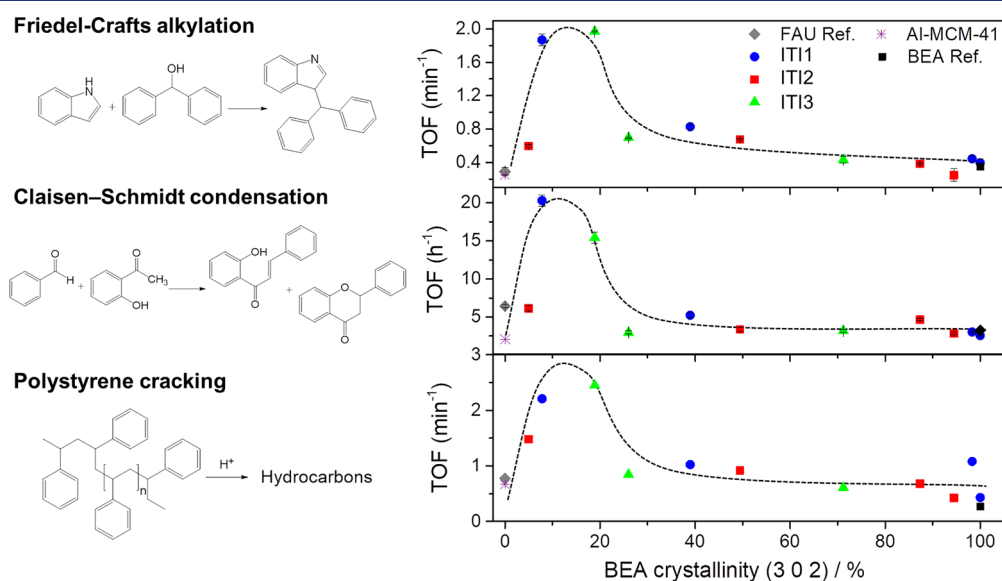 Friedel-Crafts alkylation
H
N
OH
+
N
Claisen–Schmidt condensation
O
H
+
O
CH3
OH
OH
O
+
O
O
Polystyrene cracking
n
H+
Hydrocarbons
TOF (min-1)
2.0
1.6
1.2
0.8
0.4
FAU Ref.
Al-MCM-41
ITI1
BEA Ref.
ITI2
ITI3
TOF (h-1)
20
15
10
5
TOF (min-1)
3
2
1
0
0
20
40
60
80
100
BEA crystallinity (3 0 2) / %